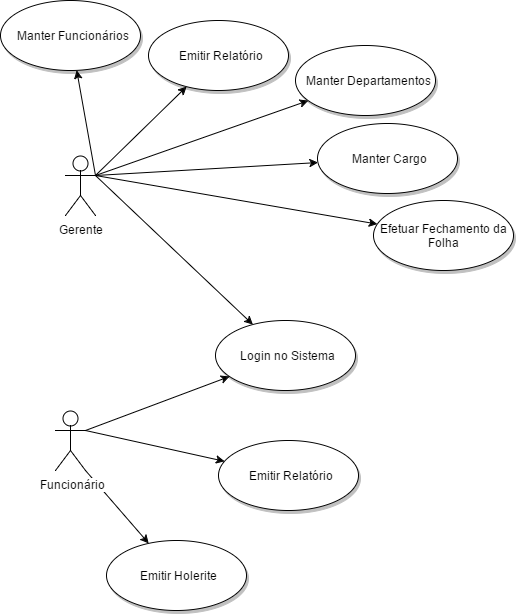 Manter Funcionários
Emitir Relatório
Manter Departamentos
Manter Cargo
Gerente
Efetuar Fechamento da
Folha
Login no Sistema
Emitir Relatório
Funcionário
Emitir Holerite